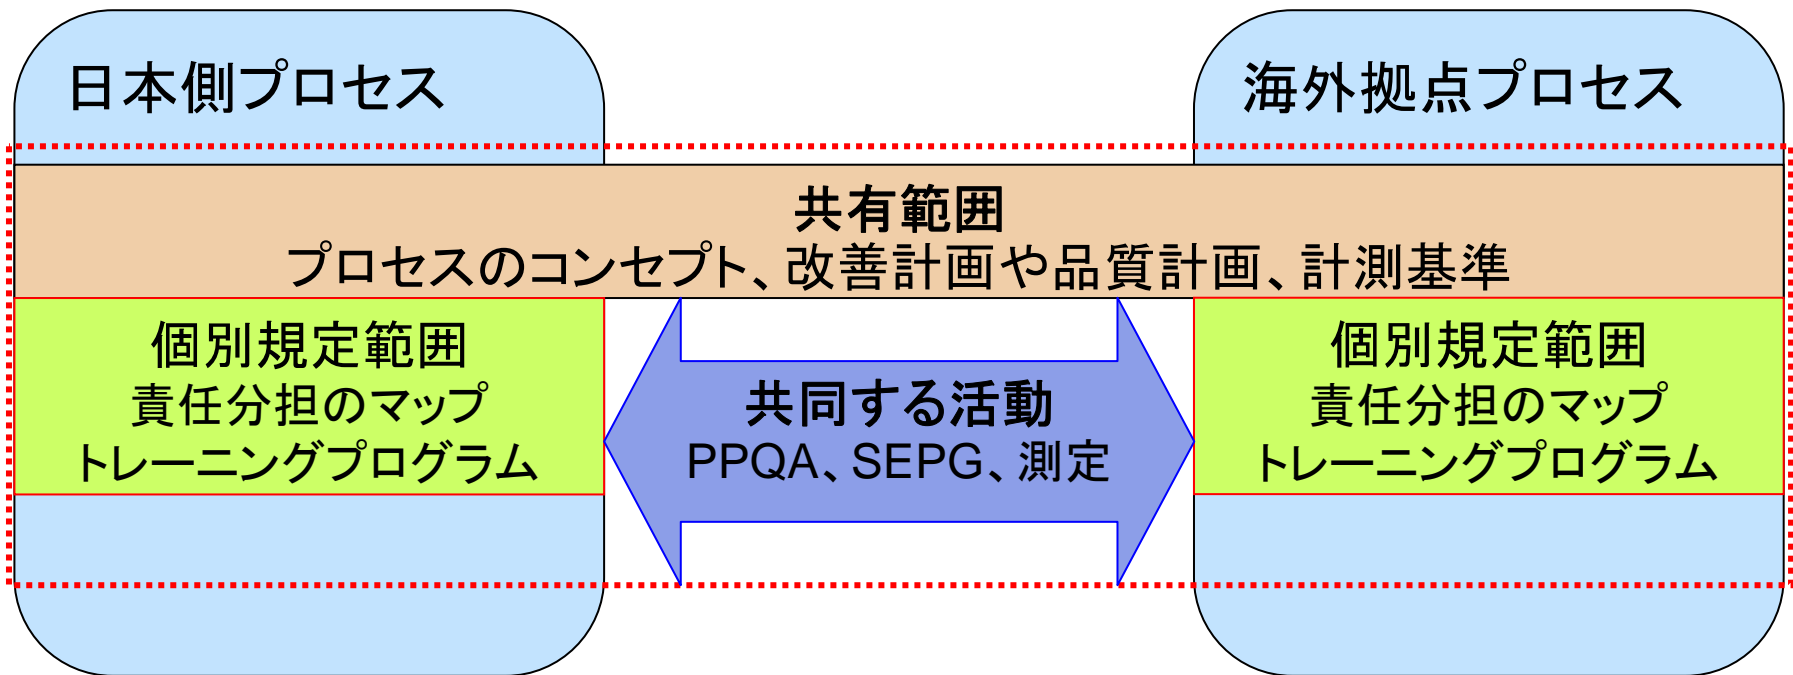 日本側プロセス
海外拠点プロセス
共有範囲
プロセスのコンセプト、改善計画や品質計画、計測基準
個別規定範囲
責任分担のマップ
トレーニングプログラム
共同する活動
PPQA、SEPG、測定
個別規定範囲
責任分担のマップ
トレーニングプログラム